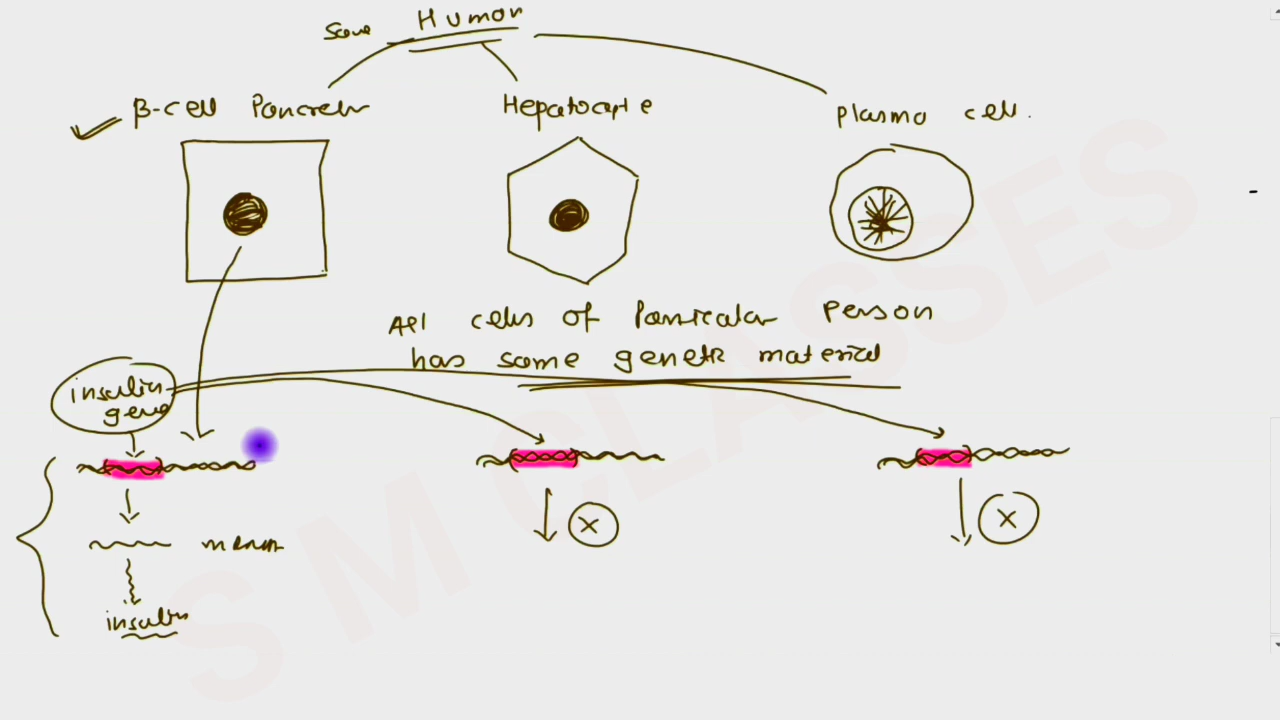 Same Human
β-cell Pancreas
Hepatocyte
Plasma cell.
All cells of Particular Person
has same genetic material
insulin
gene
mRNA
x
x
insulin
S M CLASSES